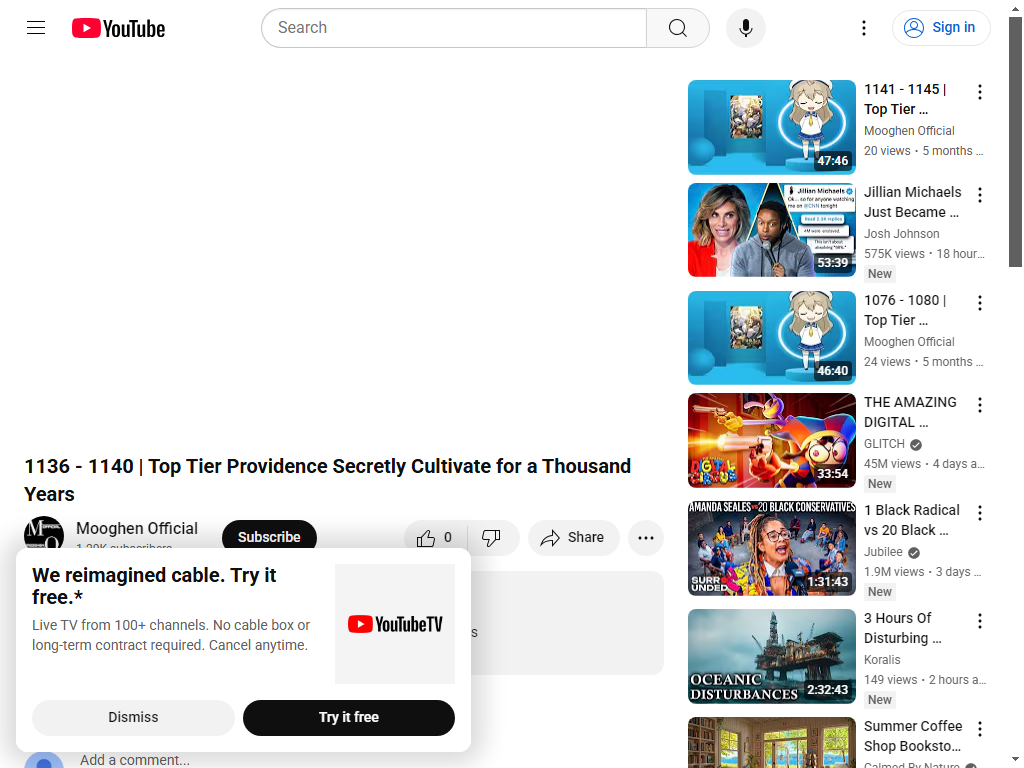 YouTube
Search
Sign in
1136 - 1140 | Top Tier Providence Secretly Cultivate for a Thousand
Years
Mooghen Official
Subscribe
0
Share
We reimagined cable. Try it
free.*
Live TV from 100+ channels. No cable box or
long-term contract required. Cancel anytime.
YouTubeTV
Dismiss
Try it free
Add a comment...
47:46
1141 - 1145 |
Top Tier ...
Mooghen Official
20 views • 5 months ...
Jillian Michaels
Ok... so for anyone watching
me on @CNN tonight
53:39
Jillian Michaels
Just Became ...
Josh Johnson
575K views • 18 hour...
New
46:40
1076 - 1080 |
Top Tier ...
Mooghen Official
24 views • 5 months ...
DIGITAL
CIRCUS
33:54
THE AMAZING
DIGITAL ...
GLITCH
45M views • 4 days a...
New
AMANDA SEALES vs 20 BLACK CONSERVATIVES
SURR
UNDED
1:31:43
1 Black Radical
vs 20 Black ...
Jubilee
1.9M views • 3 days ...
New
OCEANIC
DISTURBANCES
2:32:43
3 Hours Of
Disturbing ...
Koralis
149 views • 2 hours a...
New
Summer Coffee
Shop Booksto...
Calmed By Nature